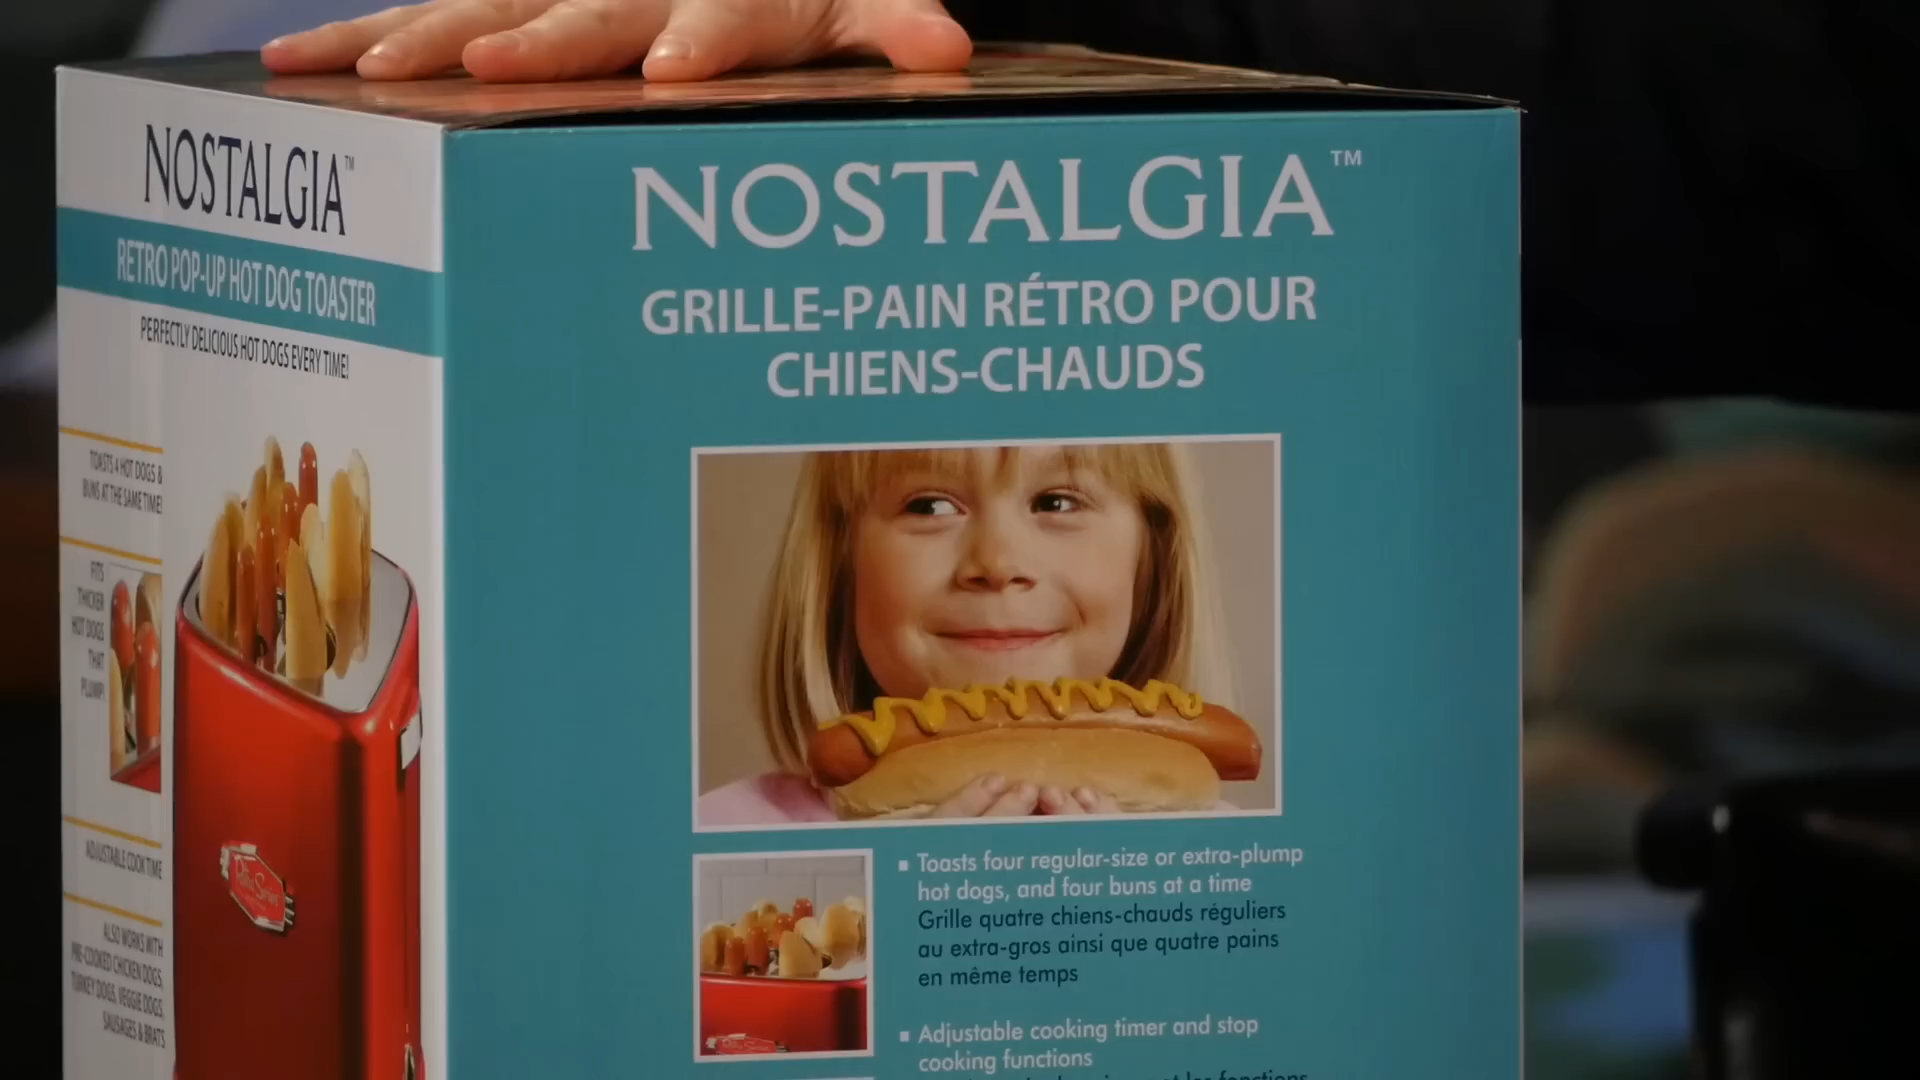 NOSTALGIA™
RETRO POP-UP HOT DOG TOASTER
PERFECTLY DELICIOUS HOT DOGS EVERY TIME!
TOASTS 4 HOT DOGS &
BUNS AT THE SAME TIME!
FITS
THICKER
HOT DOGS
THAT
PLUMP!
ADJUSTABLE COOK TIME
ALSO WORKS WITH
PRE-COOKED CHICKEN DOGS,
TURKEY DOGS, VEGGIE DOGS,
SAUSAGES & BRATS
Retro Series
NOSTALGIA™
GRILLE-PAIN RÉTRO POUR
CHIENS-CHAUDS
Toasts four regular-size or extra-plump
hot dogs, and four buns at a time
Grille quatre chiens-chauds réguliers
au extra-gros ainsi que quatre pains
en même temps
Adjustable cooking timer and stop
cooking functions